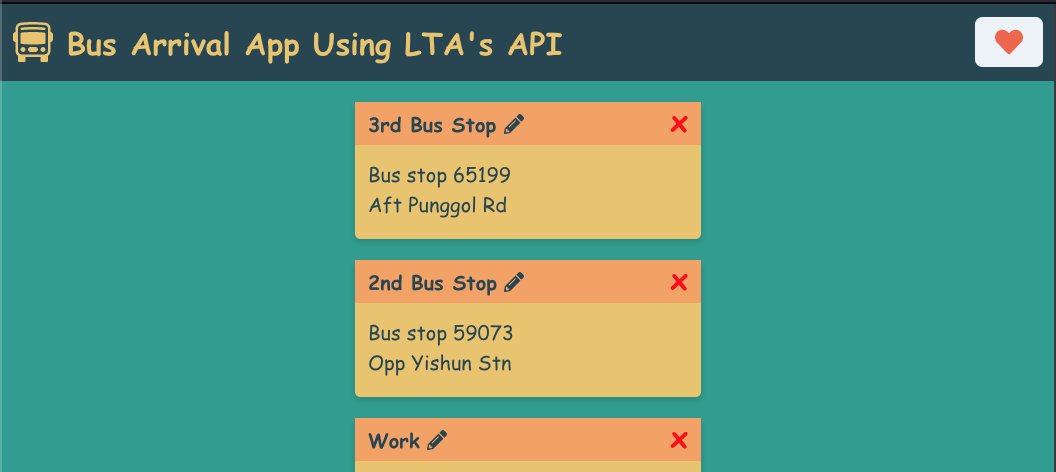 Bus Arrival App Using LTA's API
3rd Bus Stop
Bus stop 65199
Aft Punggol Rd
2nd Bus Stop
Bus stop 59073
Opp Yishun Stn
Work